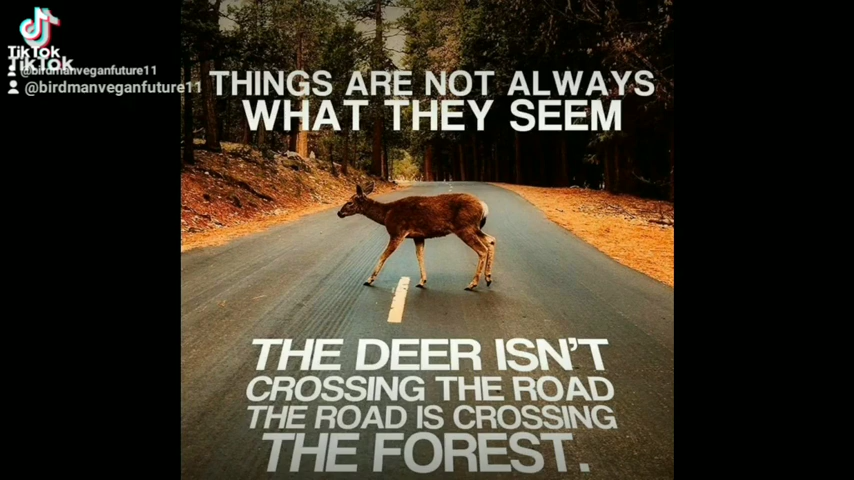 TikTok
TikTok
@birdmanveganfuture11
@birdmanveganfuture11
THINGS ARE NOT ALWAYS
WHAT THEY SEEM
THE DEER ISN'T
CROSSING THE ROAD
THE ROAD IS CROSSING
THE FOREST.